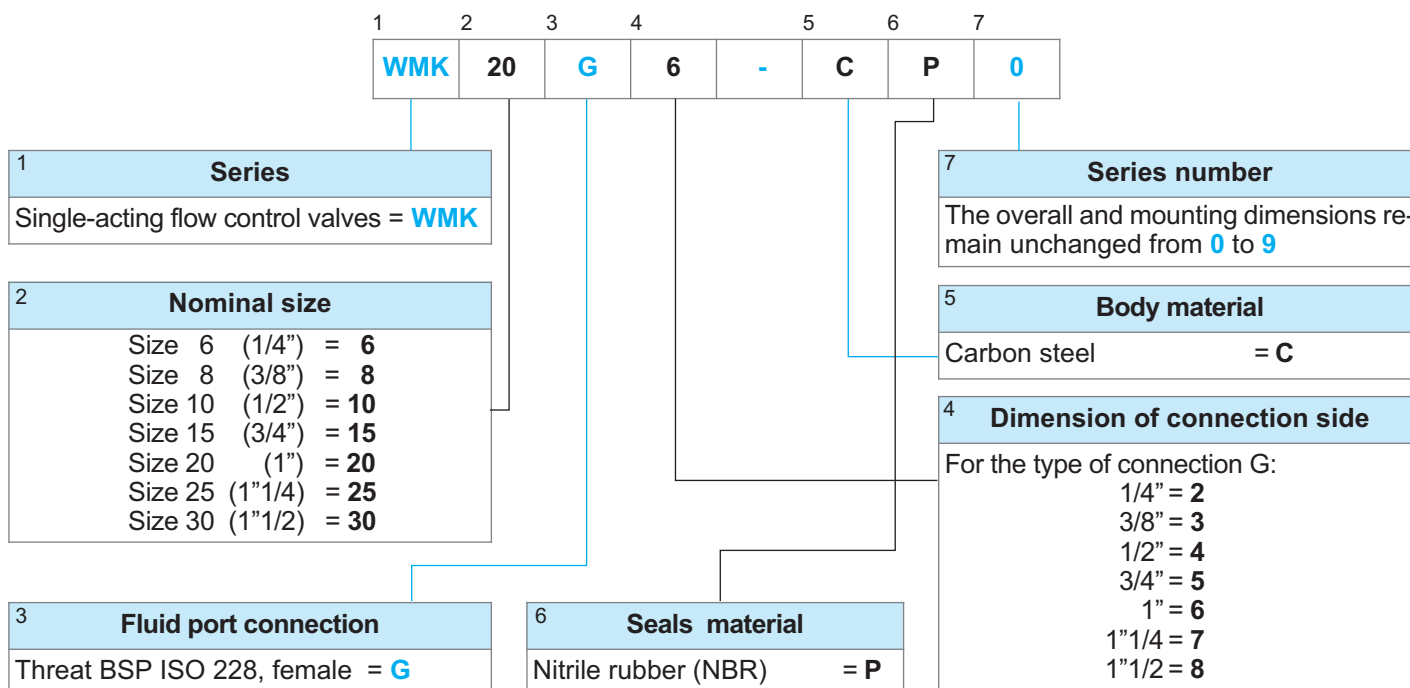 1 2 3 4 5 6 7
WMK 20 G 6 - C P 0
1 Series
Single-acting flow control valves = WMK
2 Nominal size
Size 6 (1/4”) = 6
Size 8 (3/8”) = 8
Size 10 (1/2”) = 10
Size 15 (3/4”) = 15
Size 20 (1”) = 20
Size 25 (1”1/4) = 25
Size 30 (1”1/2) = 30
3 Fluid port connection
Threat BSP ISO 228, female = G
6 Seals material
Nitrile rubber (NBR) = P
7 Series number
The overall and mounting dimensions re-
main unchanged from 0 to 9
5 Body material
Carbon steel = C
4 Dimension of connection side
For the type of connection G:
1/4” = 2
3/8” = 3
1/2” = 4
3/4” = 5
1” = 6
1”1/4 = 7
1”1/2 = 8